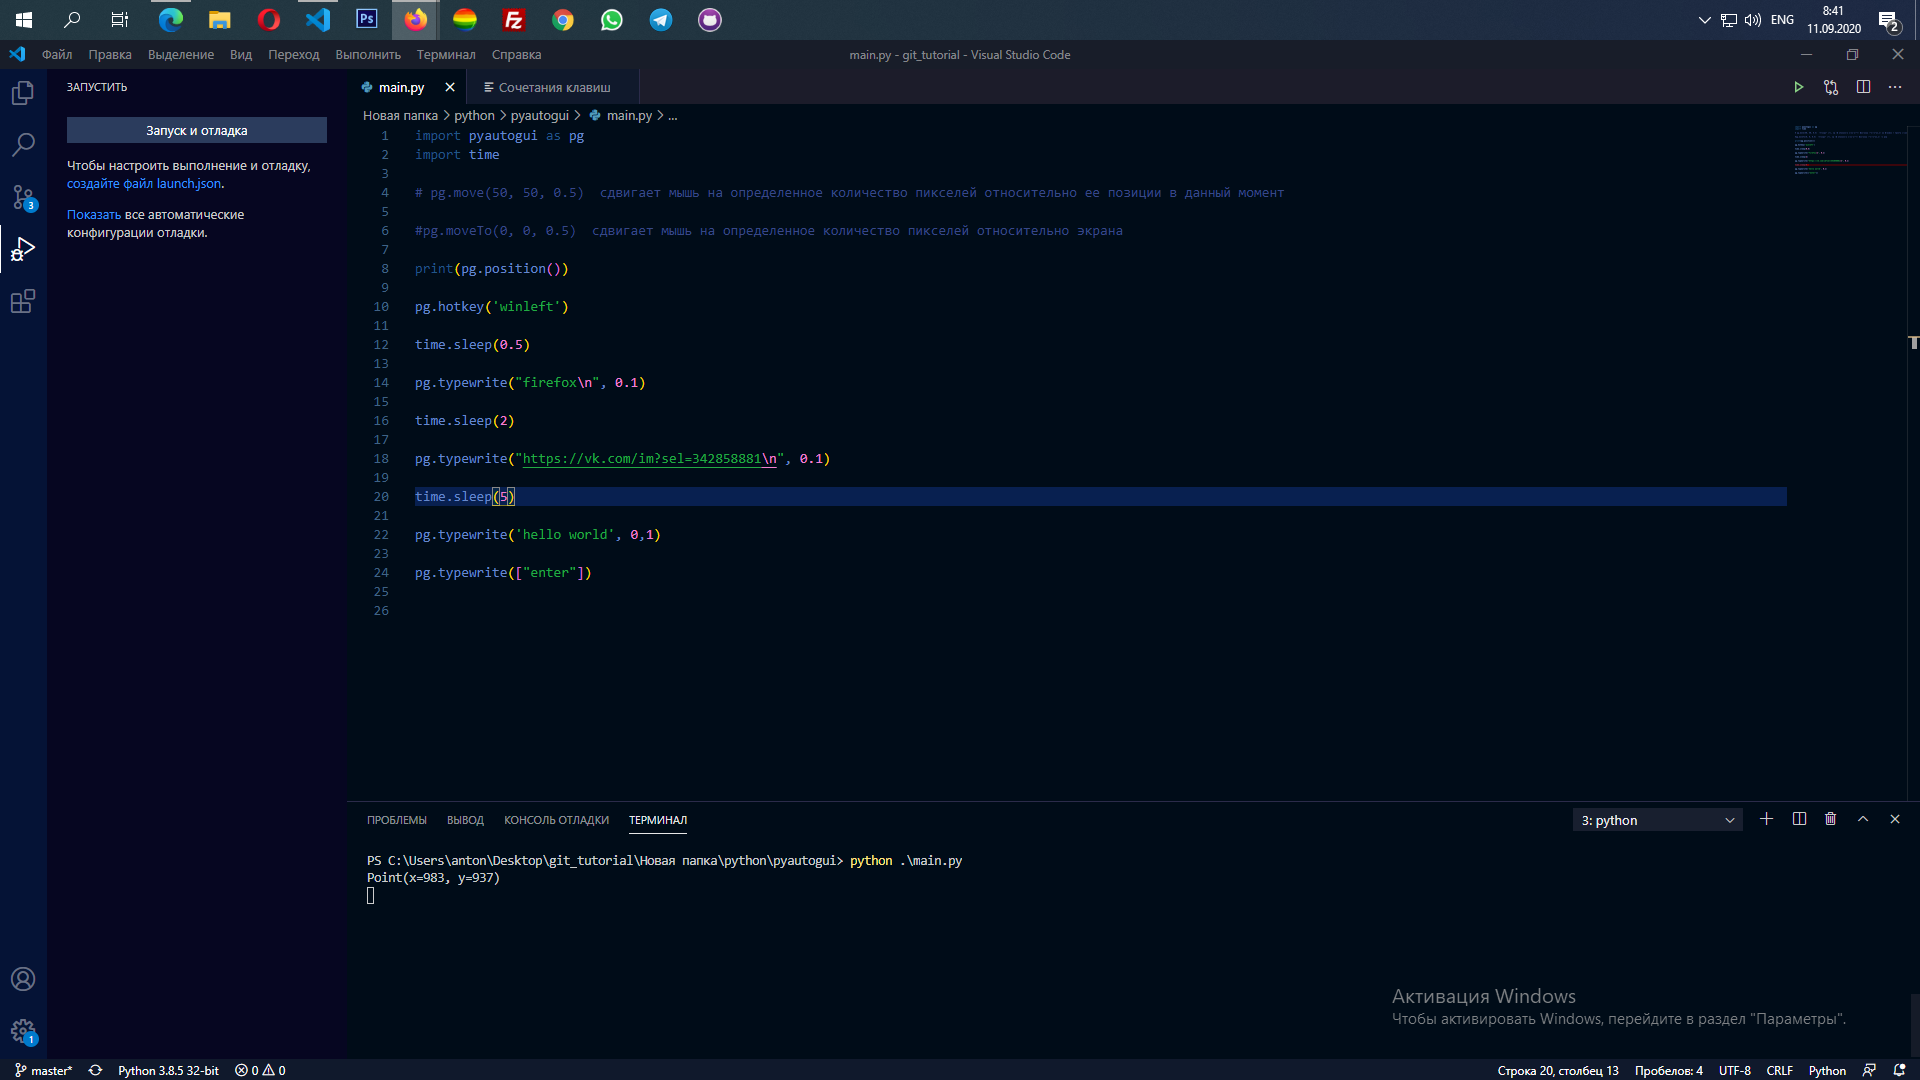 Ps
ENG
8:41
11.09.2020
2
Файл Правка Выделение Вид Переход Выполнить Терминал Справка
main.py - git_tutorial - Visual Studio Code
ЗАПУСТИТЬ
Запуск и отладка
Чтобы настроить выполнение и отладку,
создайте файл launch.json.
Показать все автоматические
конфигурации отладки.
3
1
main.py
Сочетания клавиш
Новая папка > python > pyautogui > main.py > ...
1 import pyautogui as pg
2 import time
3
4 # pg.move(50, 50, 0.5)  сдвигает мышь на определенное количество пикселей относительно ее позиции в данный момент
5
6 #pg.moveTo(0, 0, 0.5)  сдвигает мышь на определенное количество пикселей относительно экрана
7
8 print(pg.position())
9
10 pg.hotkey('winleft')
11
12 time.sleep(0.5)
13
14 pg.typewrite("firefox\n", 0.1)
15
16 time.sleep(2)
17
18 pg.typewrite("https://vk.com/im?sel=342858881\n", 0.1)
19
20 time.sleep(5)
21
22 pg.typewrite('hello world', 0,1)
23
24 pg.typewrite(["enter"])
25
26
ПРОБЛЕМЫ ВЫВОД КОНСОЛЬ ОТЛАДКИ ТЕРМИНАЛ
3: python
PS C:\Users\anton\Desktop\git_tutorial\Новая папка\python\pyautogui> python .\main.py
Point(x=983, y=937)
Активация Windows
Чтобы активировать Windows, перейдите в раздел "Параметры".
master* Python 3.8.5 32-bit 0 0
Строка 20, столбец 13 Пробелов: 4 UTF-8 CRLF Python